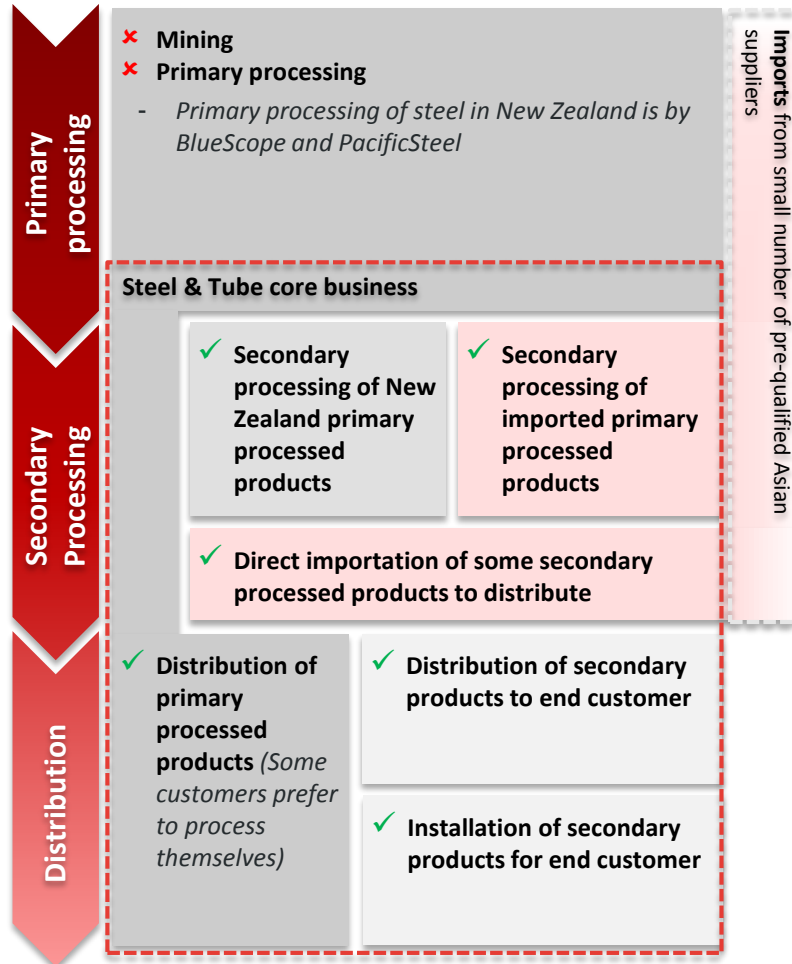 Primary
processing
✘ Mining
✘ Primary processing
- Primary processing of steel in New Zealand is by
BlueScope and PacificSteel
Imports from small number of pre-qualified Asian
suppliers
Steel & Tube core business
Secondary
Processing
✓ Secondary
processing of New
Zealand primary
processed
products
✓ Secondary
processing of
imported primary
processed
products
✓ Direct importation of some secondary
processed products to distribute
Distribution
✓ Distribution of
primary
processed
products (Some
customers prefer
to process
themselves)
✓ Distribution of secondary
products to end customer
✓ Installation of secondary
products for end customer